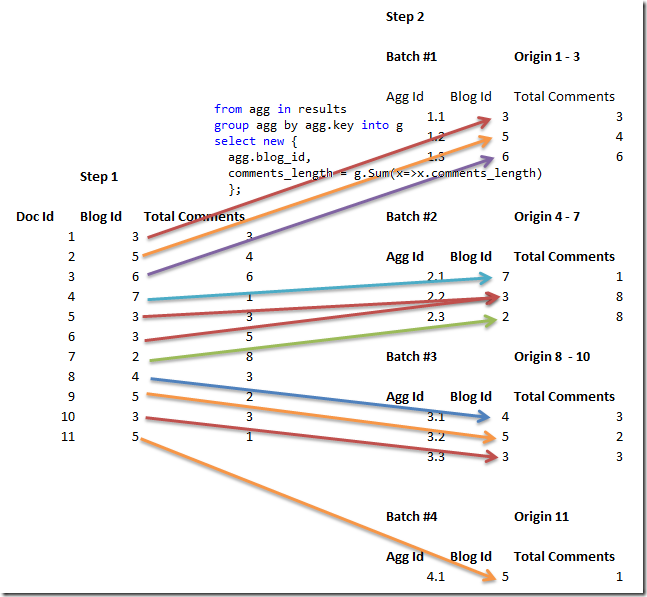 Step 2
Batch #1 Origin 1 - 3
Agg Id Blog Id Total Comments
1.1 3 3
1.2 5 4
1.3 6 6
from agg in results
group agg by agg.key into g
select new {
agg.blog_id,
comments_length = g.Sum(x=>x.comments_length)
};
Step 1
Doc Id Blog Id Total Comments
1 3 3
2 5 4
3 6 6
4 7 1
5 3 3
6 3 5
7 2 8
8 4 3
9 5 2
10 3 3
11 5 1
Batch #2 Origin 4 - 7
Agg Id Blog Id Total Comments
2.1 7 1
2.2 3 8
2.3 2 8
Batch #3 Origin 8 - 10
Agg Id Blog Id Total Comments
3.1 4 3
3.2 5 2
3.3 3 3
Batch #4 Origin 11
Agg Id Blog Id Total Comments
4.1 5 1